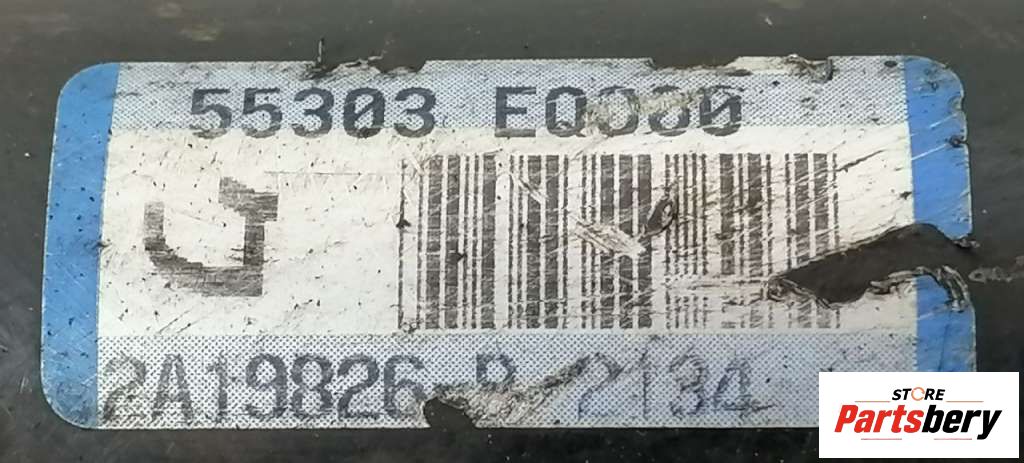 55303 EQ000
J
2A19826-B 2134
STORE
Partsbery